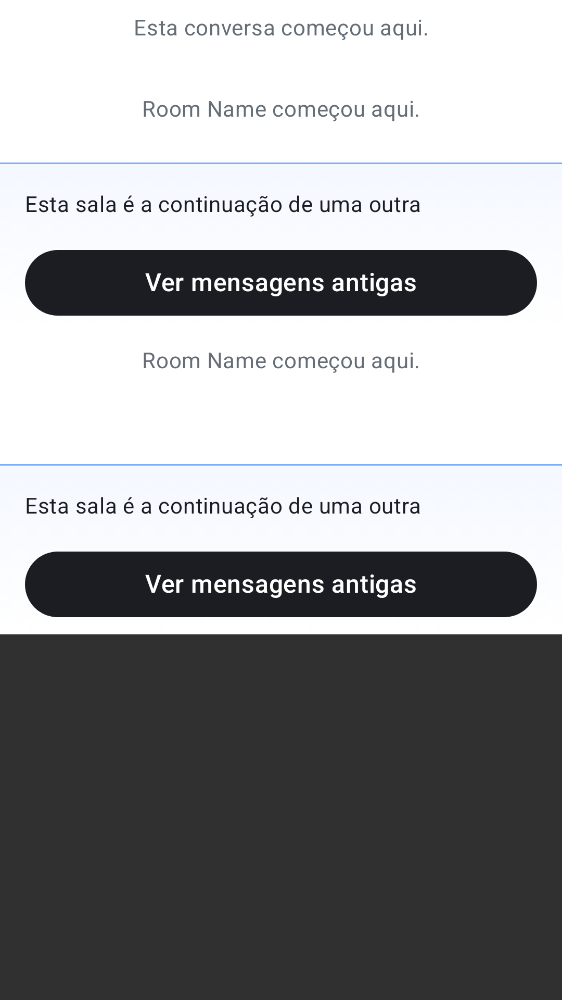 Esta conversa começou aqui.
Room Name começou aqui.
Esta sala é a continuação de uma outra
Ver mensagens antigas
Room Name começou aqui.
Esta sala é a continuação de uma outra
Ver mensagens antigas